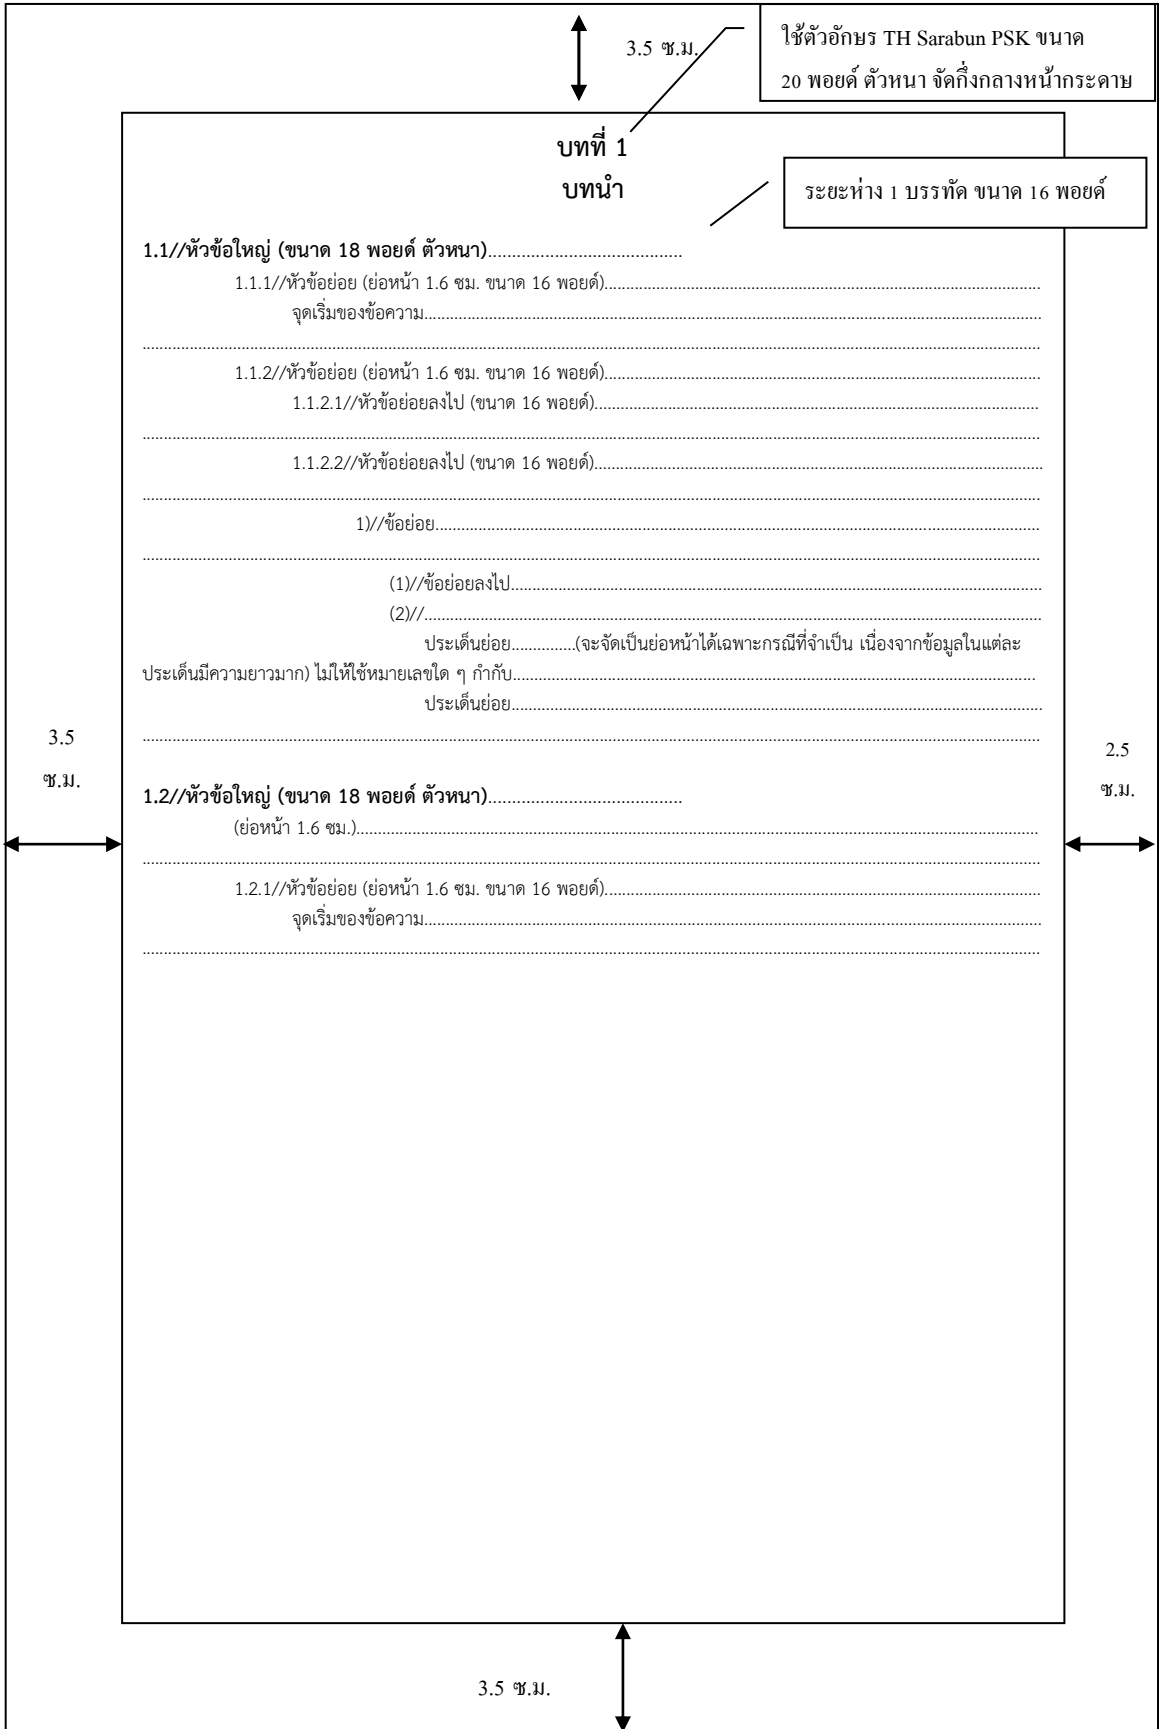 3.5 ซ.ม.
ใช้ตัวอักษร TH Sarabun PSK ขนาด
20 พอยด์ ตัวหนา จัดกึ่งกลางหน้ากระดาษ
บทที่ 1
บทนำ
ระยะห่าง 1 บรรทัด ขนาด 16 พอยด์
1.1//หัวข้อใหญ่ (ขนาด 18 พอยด์ ตัวหนา).........................................
1.1.1//หัวข้อย่อย (ย่อหน้า 1.6 ซม. ขนาด 16 พอยด์)....................................................................................................
จุดเริ่มของข้อความ..............................................................................................................................................
...............................................................................................................................................................................................................
1.1.2//หัวข้อย่อย (ย่อหน้า 1.6 ซม. ขนาด 16 พอยด์)....................................................................................................
1.1.2.1//หัวข้อย่อยลงไป (ขนาด 16 พอยด์).......................................................................................................
...............................................................................................................................................................................................................
1.1.2.2//หัวข้อย่อยลงไป (ขนาด 16 พอยด์).......................................................................................................
...............................................................................................................................................................................................................
1)//ข้อย่อย...........................................................................................................................................
...............................................................................................................................................................................................................
(1)//ข้อย่อยลงไป..........................................................................................................................
(2)//..............................................................................................................................................
ประเด็นย่อย...............(จะจัดเป็นย่อหน้าได้เฉพาะกรณีที่จำเป็น เนื่องจากข้อมูลในแต่ละ
ประเด็นมีความยาวมาก) ไม่ให้ใช้หมายเลขใด ๆ กำกับ.........................................................................................................................
ประเด็นย่อย..........................................................................................................................
...............................................................................................................................................................................................................
3.5
ซ.ม.
2.5
ซ.ม.
1.2//หัวข้อใหญ่ (ขนาด 18 พอยด์ ตัวหนา).........................................
(ย่อหน้า 1.6 ซม.).............................................................................................................................................................
...............................................................................................................................................................................................................
1.2.1//หัวข้อย่อย (ย่อหน้า 1.6 ซม. ขนาด 16 พอยด์)....................................................................................................
จุดเริ่มของข้อความ..............................................................................................................................................
...............................................................................................................................................................................................................
3.5 ซ.ม.